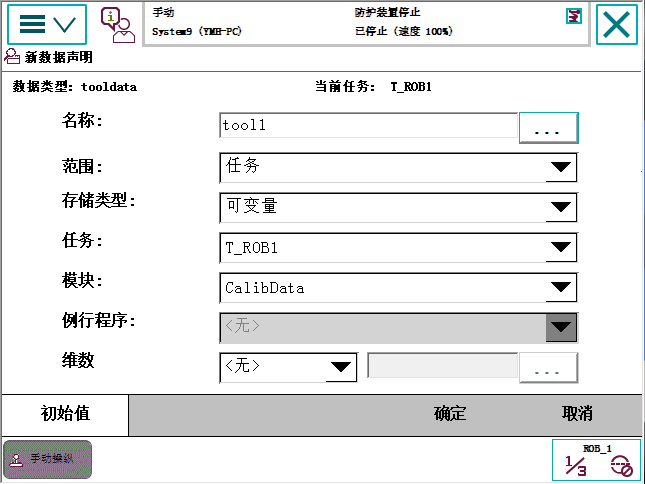 手动
防护装置停止
System9 (YMH-PC)
已停止 (速度 100%)
新数据声明
数据类型: tooldata
当前任务: T_ROB1
名称:
tool1
...
范围:
任务
存储类型:
可变量
任务:
T_ROB1
模块:
CalibData
例行程序:
<无>
维数
<无>
...
初始值
确定
取消
手动操纵
ROB_1
1/3